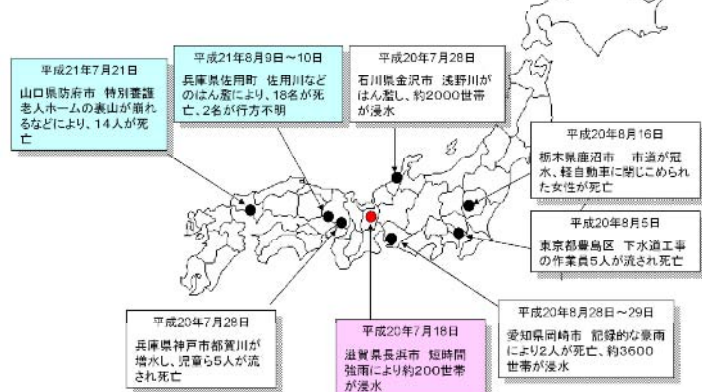 平成21年7月21日
山口県防府市　特別養護
老人ホームの裏山が崩れ
るなどにより、14人が死
亡
平成21年8月9日～10日
兵庫県佐用町　佐用川など
のはん濫により、18名が死
亡、2名が行方不明
平成20年7月28日
石川県金沢市　浅野川が
はん濫し、約2000世帯
が浸水
平成20年8月16日
栃木県鹿沼市　市道が冠
水、軽自動車に閉じこめられ
た女性が死亡
平成20年8月5日
東京都豊島区　下水道工事
の作業員5人が流され死亡
平成20年7月28日
兵庫県神戸市都賀川が
増水し、児童ら5人が流
され死亡
平成20年7月18日
滋賀県長浜市　短時間
強雨により約200世帯
が浸水
平成20年8月28日～29日
愛知県岡崎市　記録的な豪雨
により2人が死亡、約3600
世帯が浸水